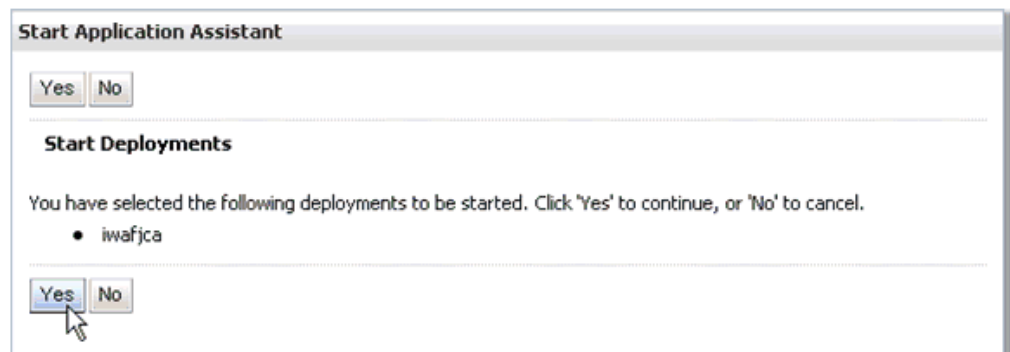 Start Application Assistant
Yes No
Start Deployments
You have selected the following deployments to be started. Click 'Yes' to continue, or 'No' to cancel.
• iwafjca
Yes No